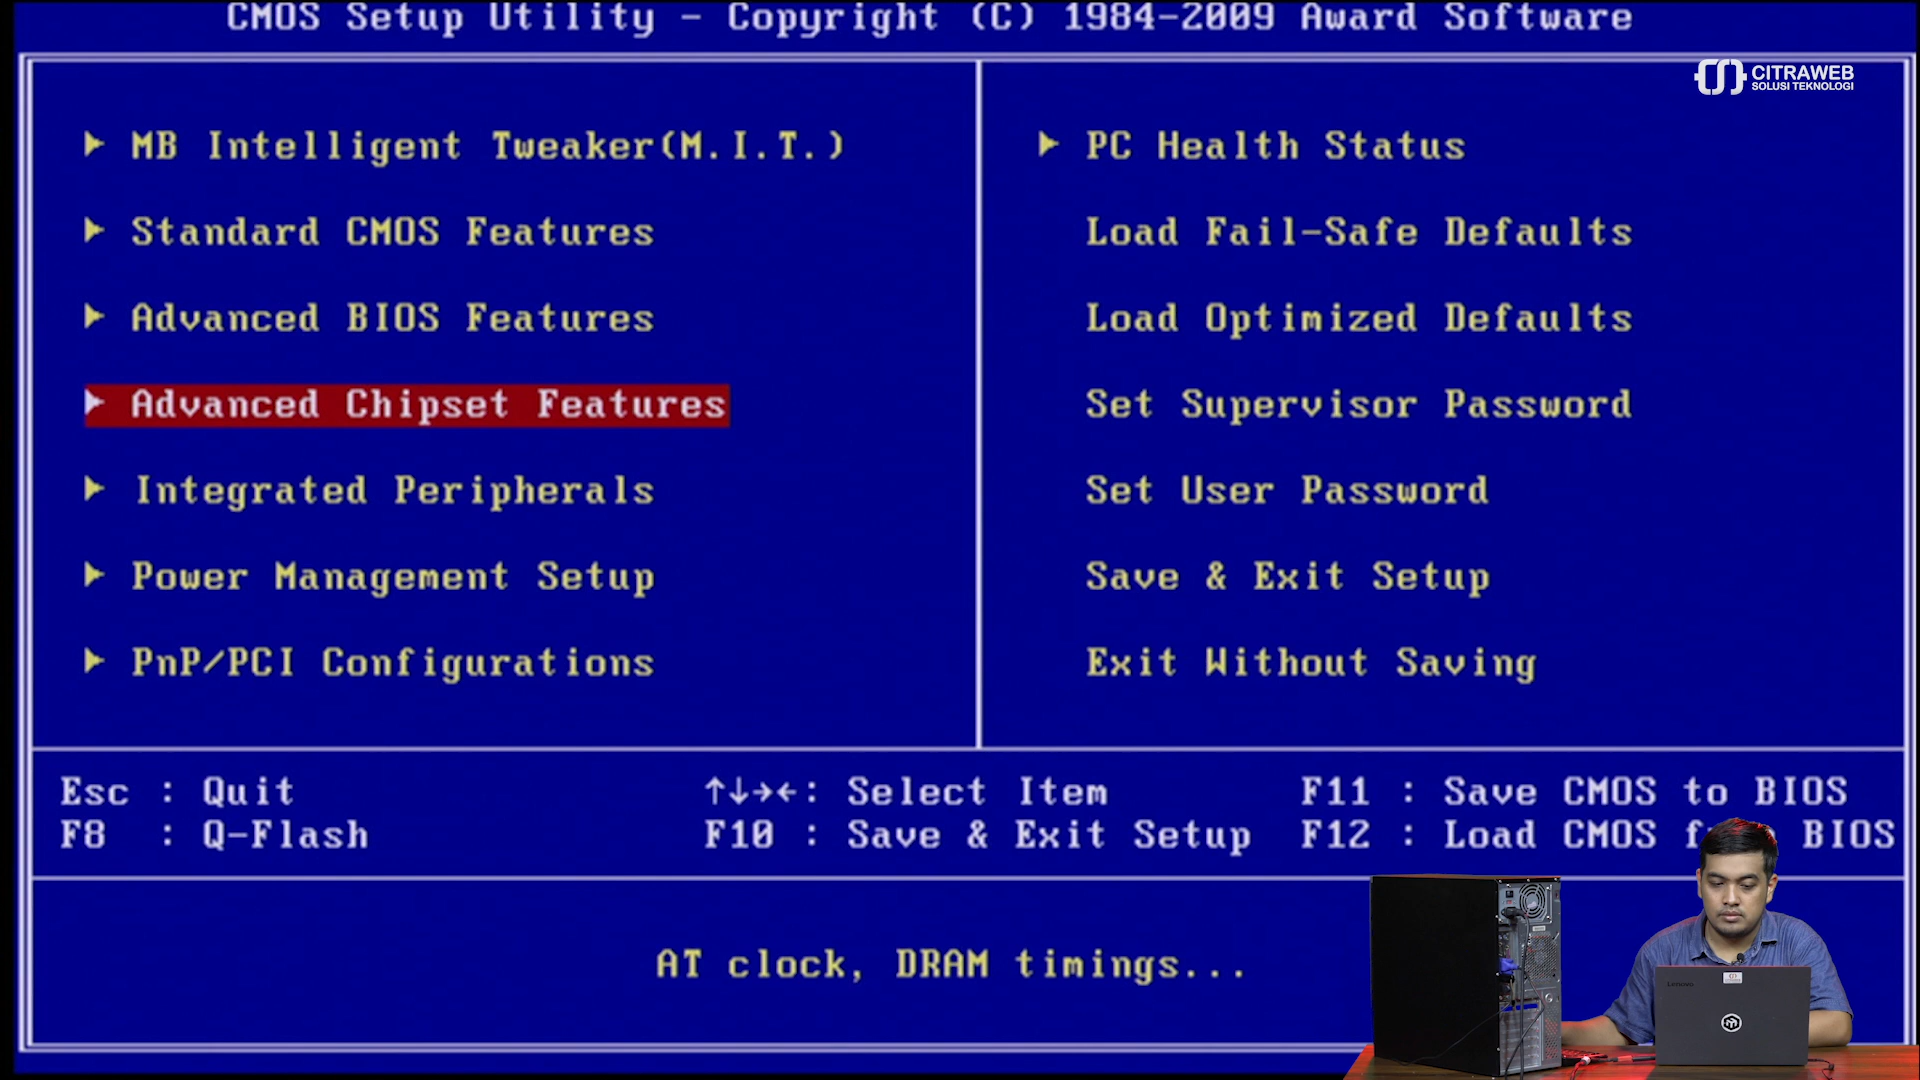 CMOS Setup Utility - Copyright (C) 1984-2009 Award Software
CITRAWEB
SOLUSI TEKNOLOGI
MB Intelligent Tweaker(M.I.T.)
Standard CMOS Features
Advanced BIOS Features
Advanced Chipset Features
Integrated Peripherals
Power Management Setup
PnP/PCI Configurations
PC Health Status
Load Fail-Safe Defaults
Load Optimized Defaults
Set Supervisor Password
Set User Password
Save & Exit Setup
Exit Without Saving
Esc : Quit
F8 : Q-Flash
↑↓→←: Select Item
F10 : Save & Exit Setup
F11 : Save CMOS to BIOS
F12 : Load CMOS BIOS
AT clock, DRAM timings...
Lenovo